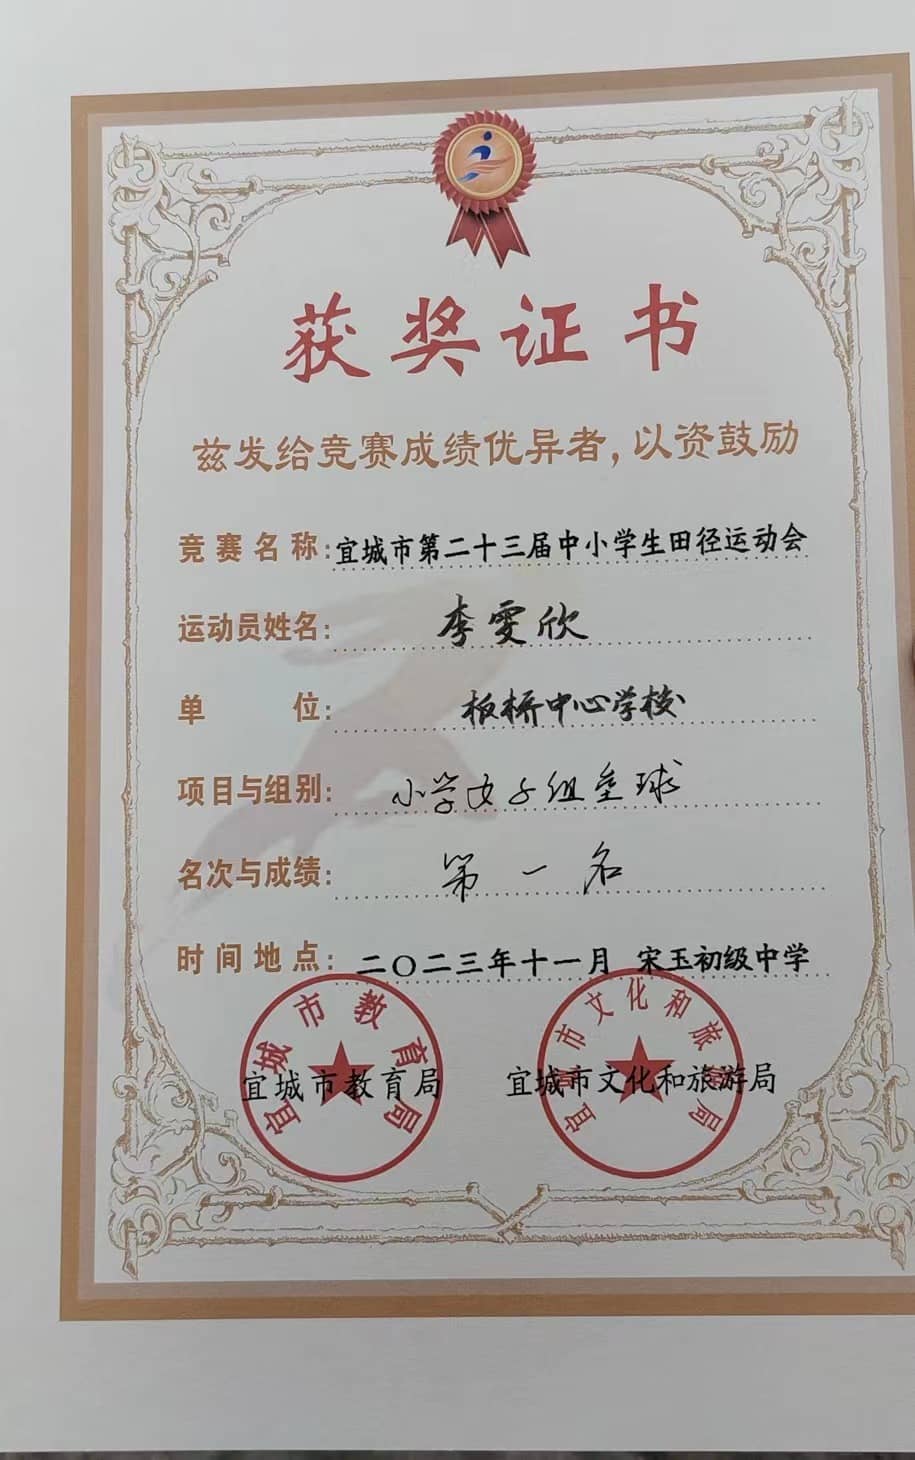 获奖证书
兹发给竞赛成绩优异者，以资鼓励
竞赛名称：宜城市第二十三届中小学生田径运动会
运动员姓名：李雯欣
单位：板桥中心学校
项目与组别：小学女子组垒球
名次与成绩：第一名
时间地点：二〇二三年十一月 宋玉初级中学
宜城市教育局
宜城市文化和旅游局
宜城市教育局 宜城市文化和旅游局